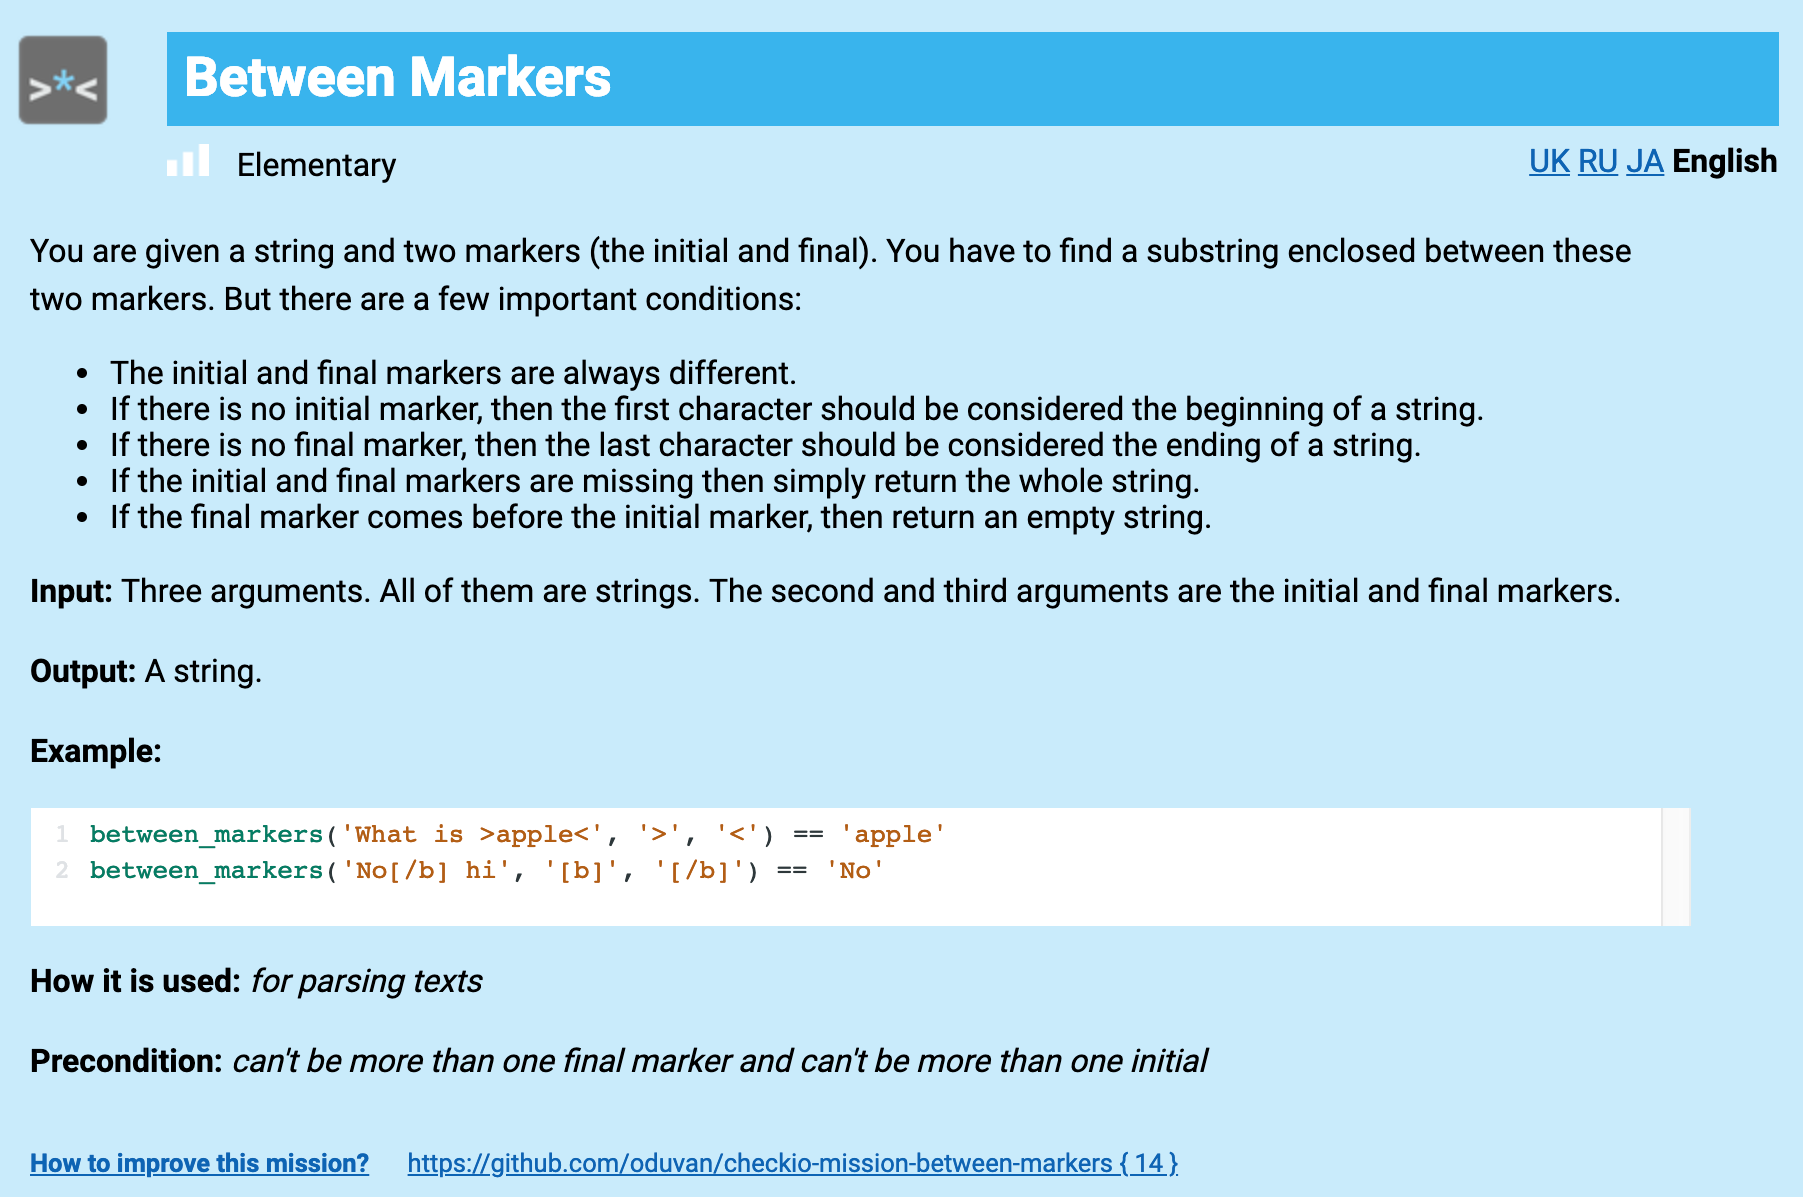 >*<
Between Markers
Elementary
UK RU JA English
You are given a string and two markers (the initial and final). You have to find a substring enclosed between these
two markers. But there are a few important conditions:
• The initial and final markers are always different.
• If there is no initial marker, then the first character should be considered the beginning of a string.
• If there is no final marker, then the last character should be considered the ending of a string.
• If the initial and final markers are missing then simply return the whole string.
• If the final marker comes before the initial marker, then return an empty string.
Input: Three arguments. All of them are strings. The second and third arguments are the initial and final markers.
Output: A string.
Example:
1 between_markers('What is >apple<', '>', '<') == 'apple'
2 between_markers('No[/b] hi', '[b]', '[/b]') == 'No'
How it is used: for parsing texts
Precondition: can't be more than one final marker and can't be more than one initial
How to improve this mission? https://github.com/oduvan/checkio-mission-between-markers { 14 }